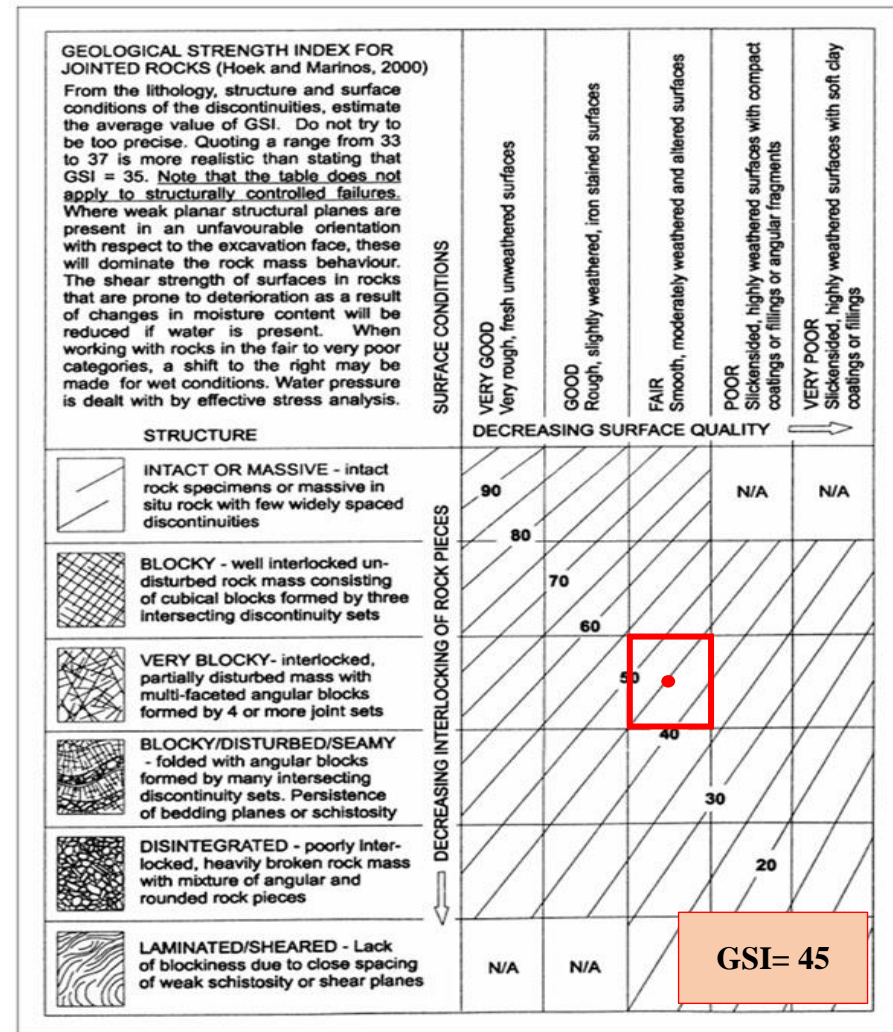 GEOLOGICAL STRENGTH INDEX FOR
JOINTED ROCKS (Hoek and Marinos, 2000)
From the lithology, structure and surface
conditions of the discontinuities, estimate
the average value of GSI. Do not try to
be too precise. Quoting a range from 33
to 37 is more realistic than stating that
GSI = 35. Note that the table does not
apply to structurally controlled failures.
Where weak planar structural planes are
present in an unfavourable orientation
with respect to the excavation face, these
will dominate the rock mass behaviour.
The shear strength of surfaces in rocks
that are prone to deterioration as a result
of changes in moisture content will be
reduced if water is present. When
working with rocks in the fair to very poor
categories, a shift to the right may be
made for wet conditions. Water pressure
is dealt with by effective stress analysis.
SURFACE CONDITIONS
VERY GOOD
Very rough, fresh unweathered surfaces
GOOD
Rough, slightly weathered, iron stained surfaces
FAIR
Smooth, moderately weathered and altered surfaces
POOR
Slickensided, highly weathered surfaces with compact
coatings or fillings or angular fragments
VERY POOR
Slickensided, highly weathered surfaces with soft clay
coatings or fillings
STRUCTURE
DECREASING SURFACE QUALITY
DECREASING INTERLOCKING OF ROCK PIECES
INTACT OR MASSIVE - intact
rock specimens or massive in
situ rock with few widely spaced
discontinuities
90
80
N/A
N/A
BLOCKY - well interlocked un-
disturbed rock mass consisting
of cubical blocks formed by three
intersecting discontinuity sets
70
60
VERY BLOCKY- interlocked,
partially disturbed mass with
multi-faceted angular blocks
formed by 4 or more joint sets
50
40
BLOCKY/DISTURBED/SEAMY
- folded with angular blocks
formed by many intersecting
discontinuity sets. Persistence
of bedding planes or schistosity
30
DISINTEGRATED - poorly inter-
locked, heavily broken rock mass
with mixture of angular and
rounded rock pieces
20
LAMINATED/SHEARED - Lack
of blockiness due to close spacing
of weak schistosity or shear planes
N/A
N/A
GSI= 45